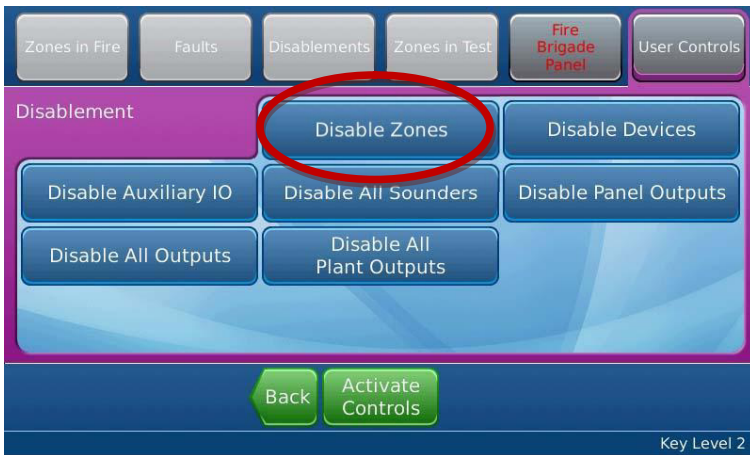 Zones in Fire
Faults
Disablements
Zones in Test
Fire
Brigade
Panel
User Controls
Disablement
Disable Zones
Disable Devices
Disable Auxiliary IO
Disable All Sounders
Disable Panel Outputs
Disable All Outputs
Disable All
Plant Outputs
Back
Activate
Controls
Key Level 2